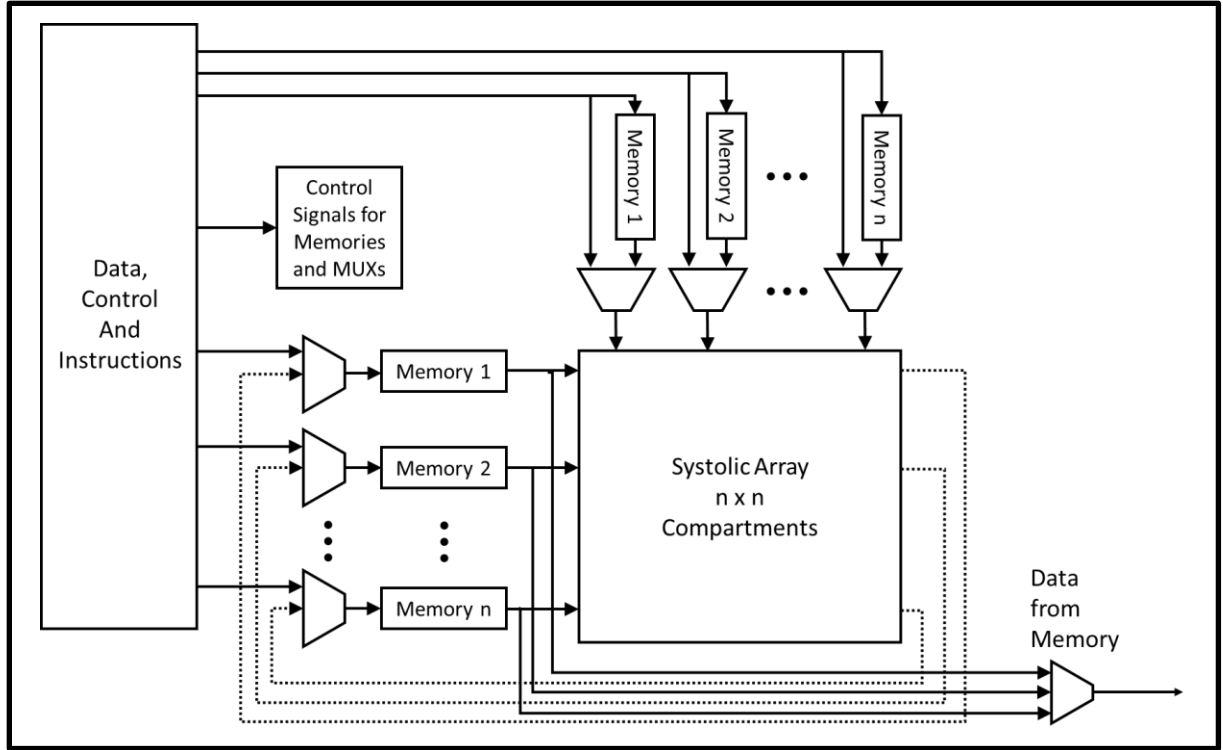 Data,
Control
And
Instructions
Control
Signals for
Memories
and MUXs
Memory 1
Memory 2
•••
Memory n
•••
Memory 1
Memory 2
Memory n
Systolic Array
n x n
Compartments
Data
from
Memory